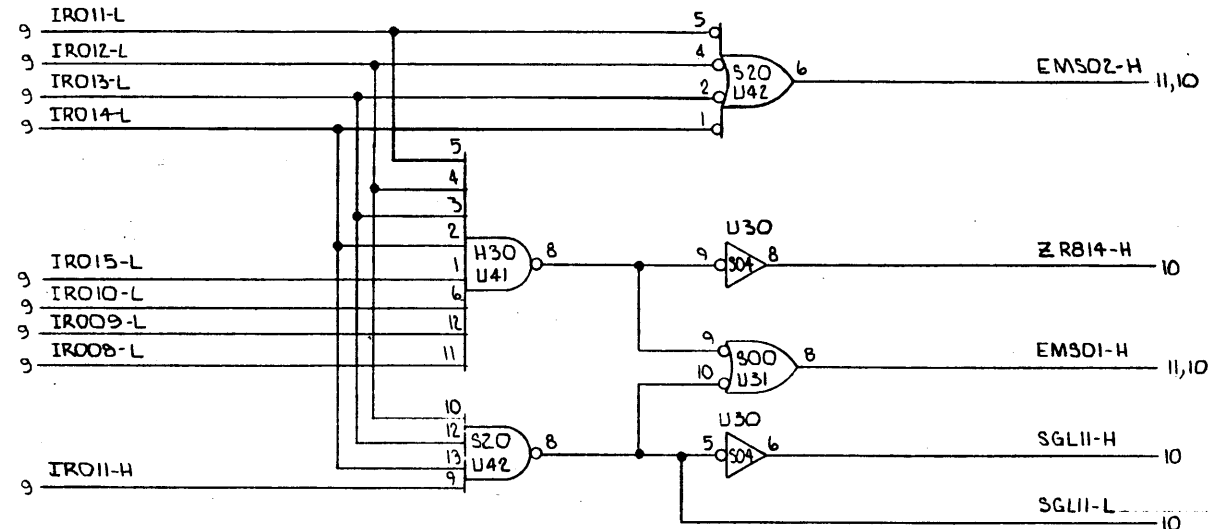 IR011-L
9
5
IR012-L
9
4
S20
U42
6
EMS02-H
11,10
IR013-L
9
2
IR014-L
9
1
5
4
3
2
H30
U41
8
IR015-L
9
1
IR010-L
9
6
IR009-L
9
12
IR008-L
9
11
U30
9
S04
8
ZR814-H
10
9
10
S00
U31
8
EMS01-H
11,10
10
12
13
9
S20
U42
8
U30
5
S04
6
SGL11-H
10
IR011-H
9
SGL11-L
10